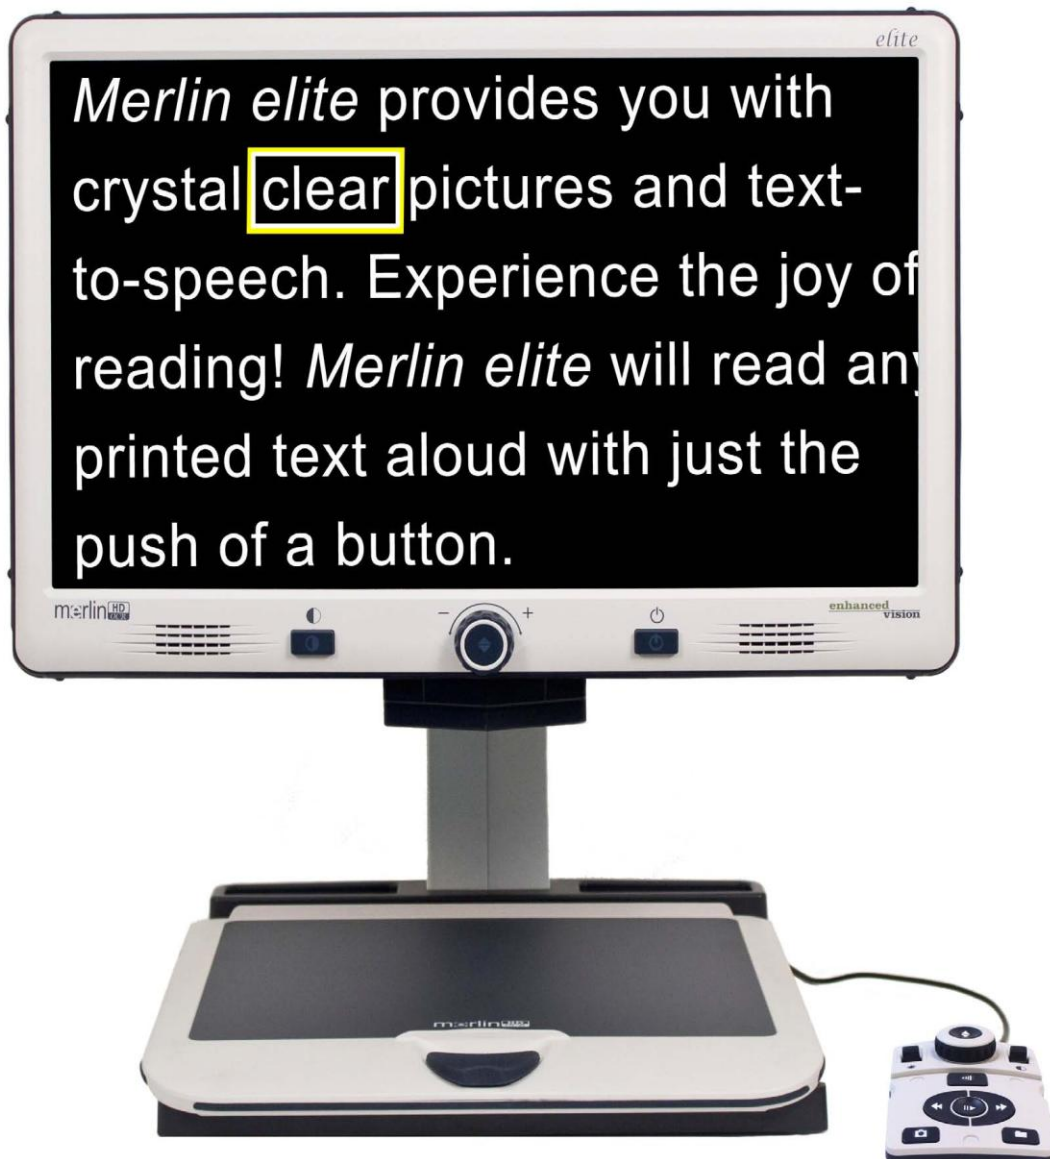 elite
Merlin elite provides you with
crystal clear pictures and text-
to-speech. Experience the joy of
reading! Merlin elite will read any
printed text aloud with just the
push of a button.
merlin HD
OCR
- +
enhanced
vision
merlin